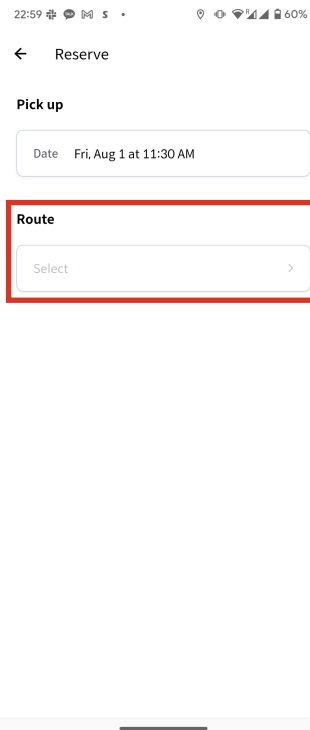 22:59 60%
Reserve
Pick up
Date Fri, Aug 1 at 11:30 AM
Route
Select